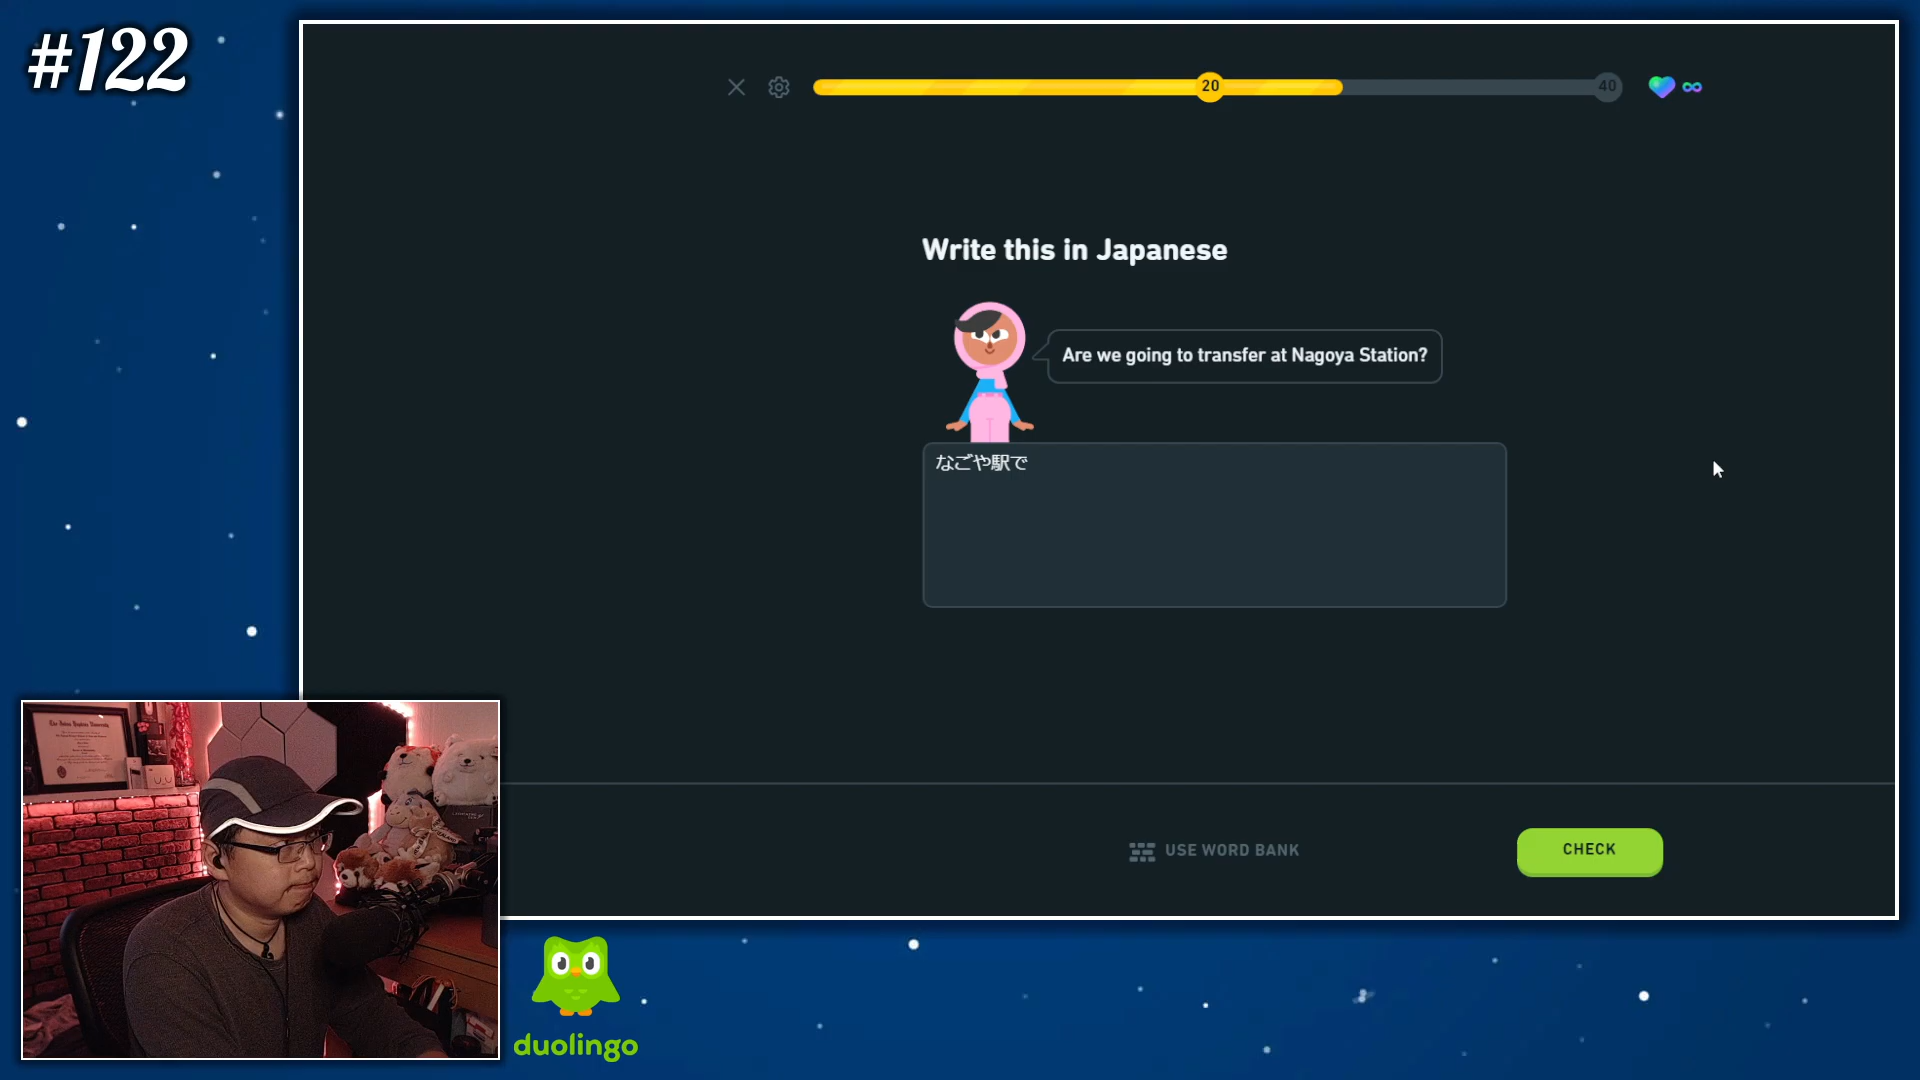 #122
20
40
Write this in Japanese
Are we going to transfer at Nagoya Station?
なごや駅で
USE WORD BANK
CHECK
duolingo